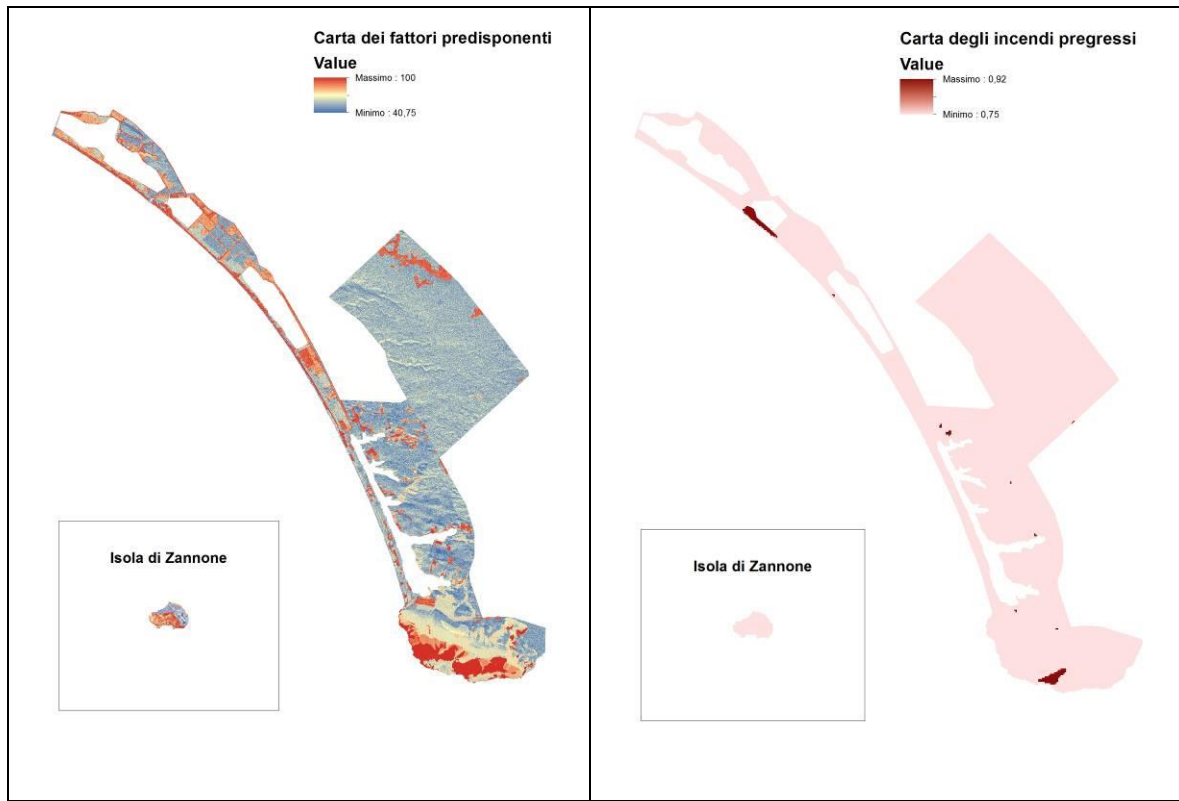 Carta dei fattori predisponenti
Value
Massimo : 100
Minimo : 40,75
Isola di Zannone
Carta degli incendi pregressi
Value
Massimo : 0,92
Minimo : 0,75
Isola di Zannone